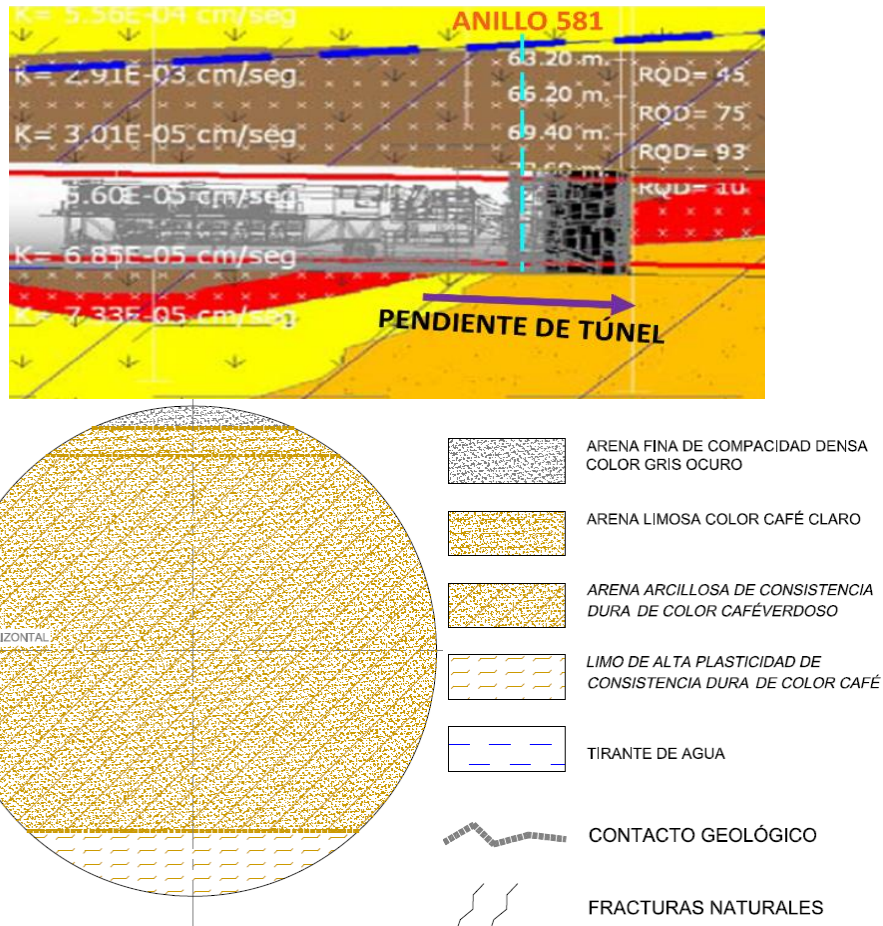 K= 5.56E-04 cm/seg
ANILLO 581
63.20 m.
K= 2.91E-03 cm/seg
RQD= 45
66.20 m.
RQD= 75
K= 3.01E-05 cm/seg
69.40 m.
RQD= 93
RQD= 10
5.60E-05 cm/seg
K= 6.85E-05 cm/seg
K= 7.33E-05 cm/seg
PENDIENTE DE TÚNEL
ARENA FINA DE COMPACIDAD DENSA
COLOR GRIS OCURO
ARENA LIMOSA COLOR CAFÉ CLARO
ARENA ARCILLOSA DE CONSISTENCIA
DURA DE COLOR CAFÉVERDOSO
IZONTAL
LIMO DE ALTA PLASTICIDAD DE
CONSISTENCIA DURA DE COLOR CAFÉ
TIRANTE DE AGUA
CONTACTO GEOLÓGICO
FRACTURAS NATURALES